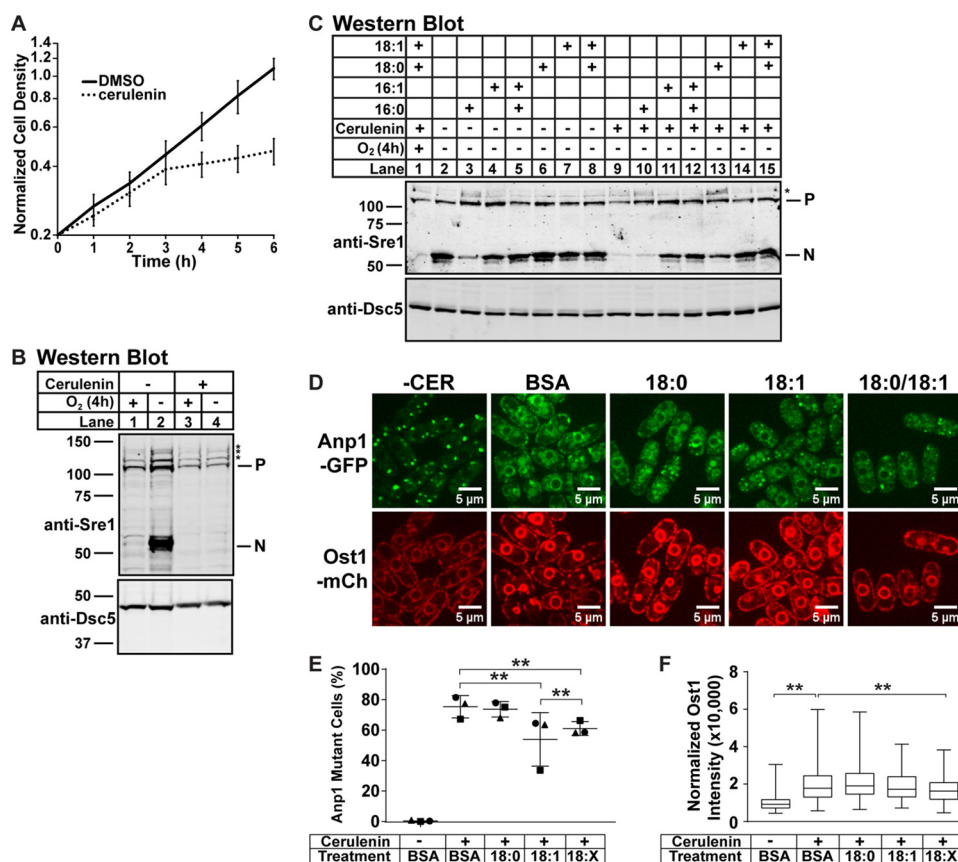 A
Normalized Cell Density
1.4
1.2
1.0
0.8
0.6
0.4
0.2
DMSO
cerulenin
0 1 2 3 4 5 6
Time (h)
B Western Blot
Cerulenin - +
O2 (4h) + - + -
Lane 1 2 3 4
150
100
75
anti-Sre1
50
***
P
N
50
anti-Dsc5
37
C Western Blot
18:1 + + + + +
18:0 + + + + +
16:1 + + + +
16:0 + + + +
Cerulenin + - - - - - - - + + + + + + +
O2 (4h) + - - - - - - - - - - - - - -
Lane 1 2 3 4 5 6 7 8 9 10 11 12 13 14 15
100
75
anti-Sre1
50
*
P
N
anti-Dsc5
D -CER BSA 18:0 18:1 18:0/18:1
Anp1
-GFP
5 µm 5 µm 5 µm 5 µm 5 µm
Ost1
-mCh
5 µm 5 µm 5 µm 5 µm 5 µm
E
Anp1 Mutant Cells (%)
100
80
60
40
20
0
**
**
**
Cerulenin - + + + +
Treatment BSA BSA 18:0 18:1 18:X
F
Normalized Ost1
Intensity (x10,000)
8
6
4
2
0
** **
Cerulenin - + + + +
Treatment BSA BSA 18:0 18:1 18:X